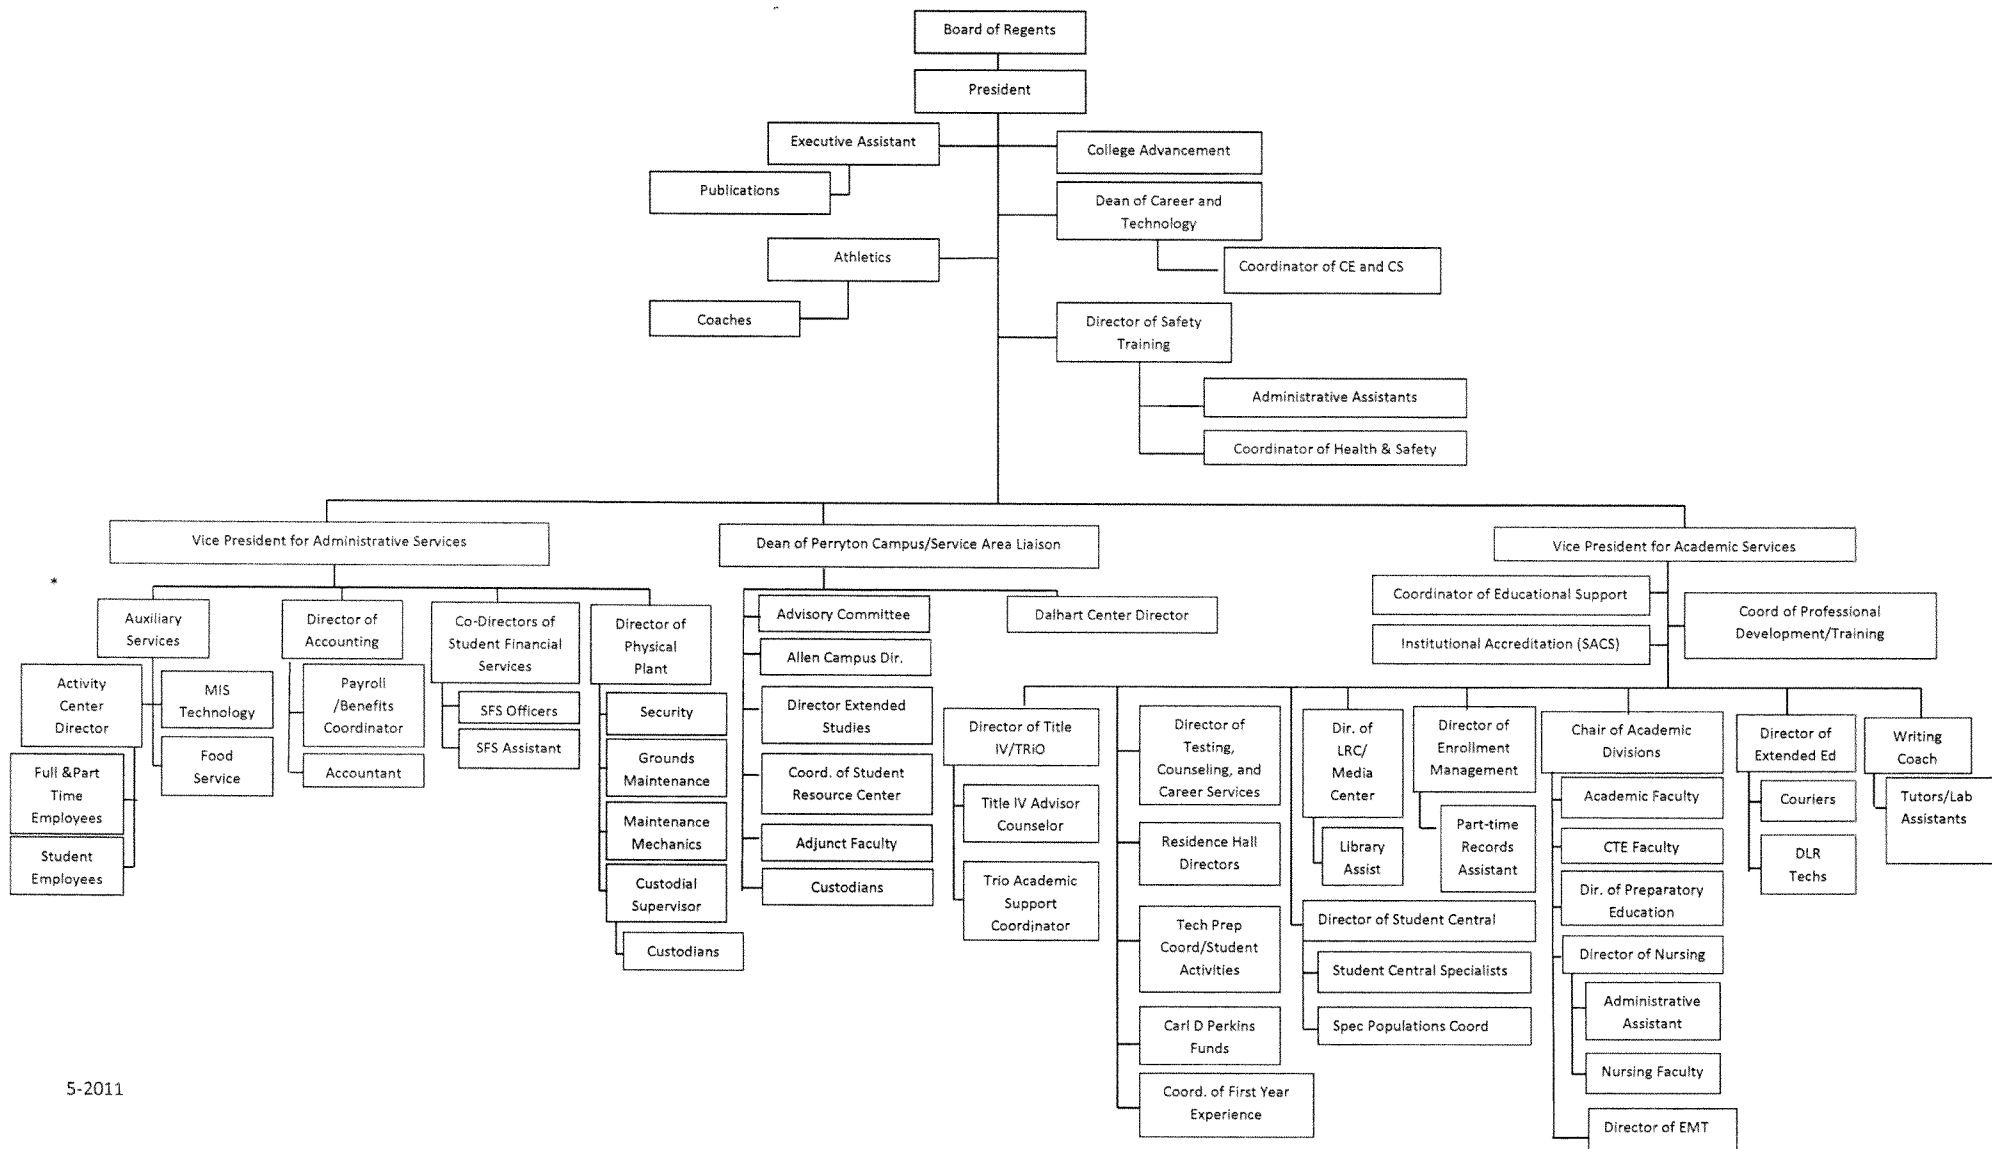 Board of Regents
President
Executive Assistant
College Advancement
Publications
Dean of Career and
Technology
Athletics
Coordinator of CE and CS
Coaches
Director of Safety
Training
Administrative Assistants
Coordinator of Health & Safety
Vice President for Administrative Services
Dean of Perryton Campus/Service Area Liaison
Vice President for Academic Services
*
Auxiliary
Services
Director of
Accounting
Co-Directors of
Student Financial
Services
Director of
Physical
Plant
Activity
Center
Director
MIS
Technology
Food
Service
Full &Part
Time
Employees
Student
Employees
Payroll
/Benefits
Coordinator
Accountant
SFS Officers
SFS Assistant
Security
Grounds
Maintenance
Maintenance
Mechanics
Custodial
Supervisor
Custodians
Advisory Committee
Allen Campus Dir.
Director Extended
Studies
Coord. of Student
Resource Center
Adjunct Faculty
Custodians
Dalhart Center Director
Coordinator of Educational Support
Institutional Accreditation (SACS)
Coord of Professional
Development/Training
Director of Title
IV/TRiO
Title IV Advisor
Counselor
Trio Academic
Support
Coordinator
Director of
Testing,
Counseling, and
Career Services
Residence Hall
Directors
Tech Prep
Coord/Student
Activities
Carl D Perkins
Funds
Coord. of First Year
Experience
Dir. of
LRC/
Media
Center
Library
Assist
Director of
Enrollment
Management
Part-time
Records
Assistant
Director of Student Central
Student Central Specialists
Spec Populations Coord
Chair of Academic
Divisions
Academic Faculty
CTE Faculty
Dir. of Preparatory
Education
Director of Nursing
Administrative
Assistant
Nursing Faculty
Director of EMT
Director of
Extended Ed
Couriers
DLR
Techs
Writing
Coach
Tutors/Lab
Assistants
5-2011